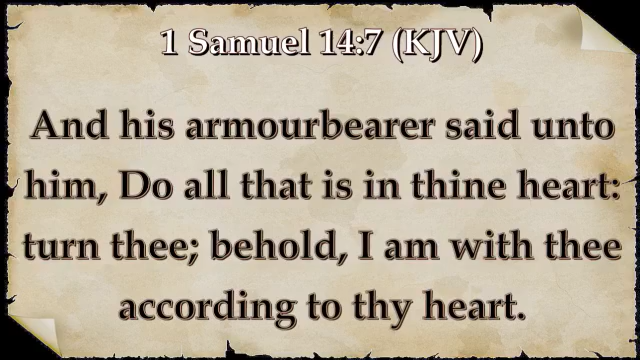 1 Samuel 14:7 (KJV)
And his armourbearer said unto
him, Do all that is in thine heart:
turn thee; behold, I am with thee
according to thy heart.